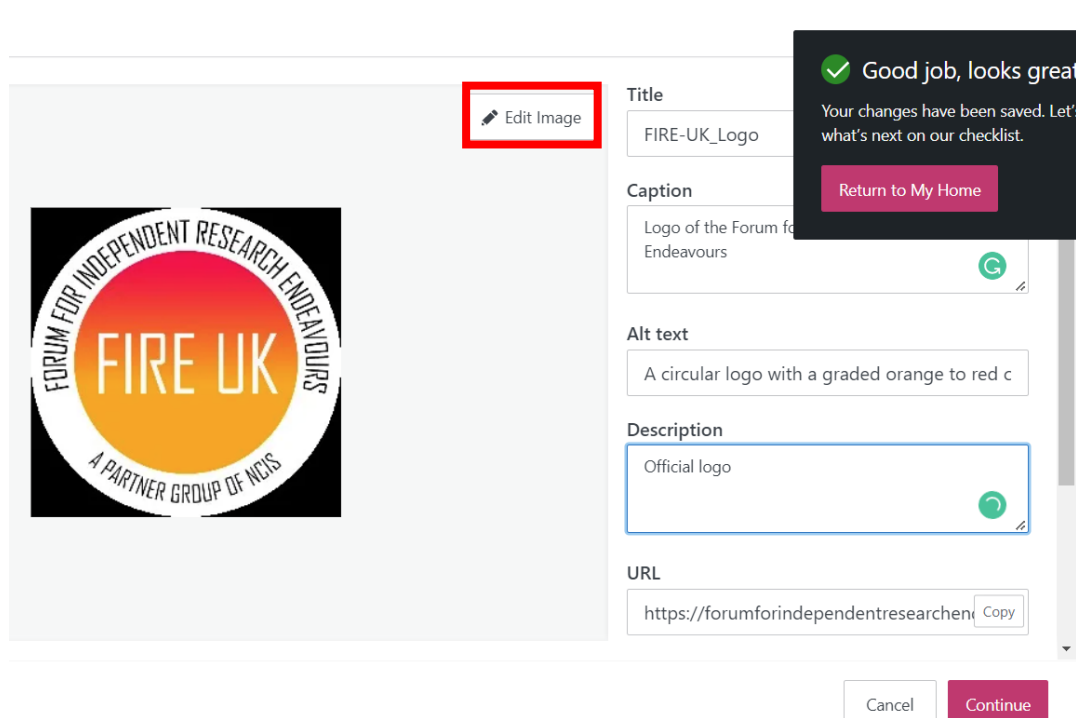 Edit Image
FORUM FOR INDEPENDENT RESEARCH ENDEAVOURS
FIRE UK
A PARTNER GROUP OF NCIS
Title
FIRE-UK_Logo
Caption
Logo of the Forum fo
Endeavours
Alt text
A circular logo with a graded orange to red c
Description
Official logo
URL
https://forumforindependentresearchen
Copy
Good job, looks great
Your changes have been saved. Let's
what's next on our checklist.
Return to My Home
Cancel
Continue